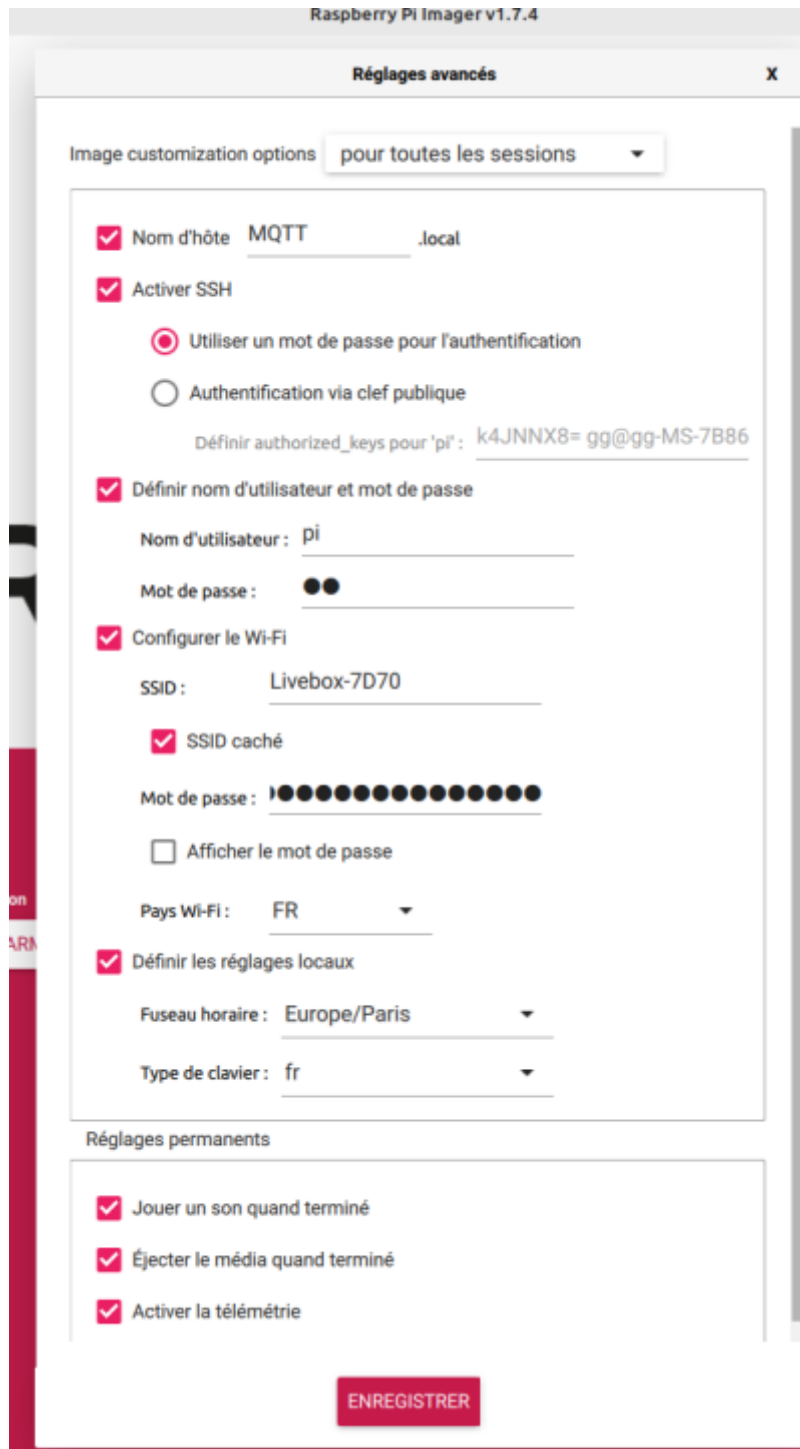 Raspberry Pi Imager v1.7.4
Réglages avancés X
Image customization options pour toutes les sessions
Nom d'hôte MQTT .local
Activer SSH
Utiliser un mot de passe pour l'authentification
Authentification via clef publique
Définir authorized_keys pour 'pi' : k4JNNX8= gg@gg-MS-7B86
Définir nom d'utilisateur et mot de passe
Nom d'utilisateur : pi
Mot de passe : ●●
Configurer le Wi-Fi
SSID : Livebox-7D70
SSID caché
Mot de passe : ●●●●●●●●●●●●●●●
Afficher le mot de passe
Pays Wi-Fi : FR
on
ARM
Définir les réglages locaux
Fuseau horaire : Europe/Paris
Type de clavier : fr
Réglages permanents
Jouer un son quand terminé
Éjecter le média quand terminé
Activer la télémétrie
ENREGISTRER